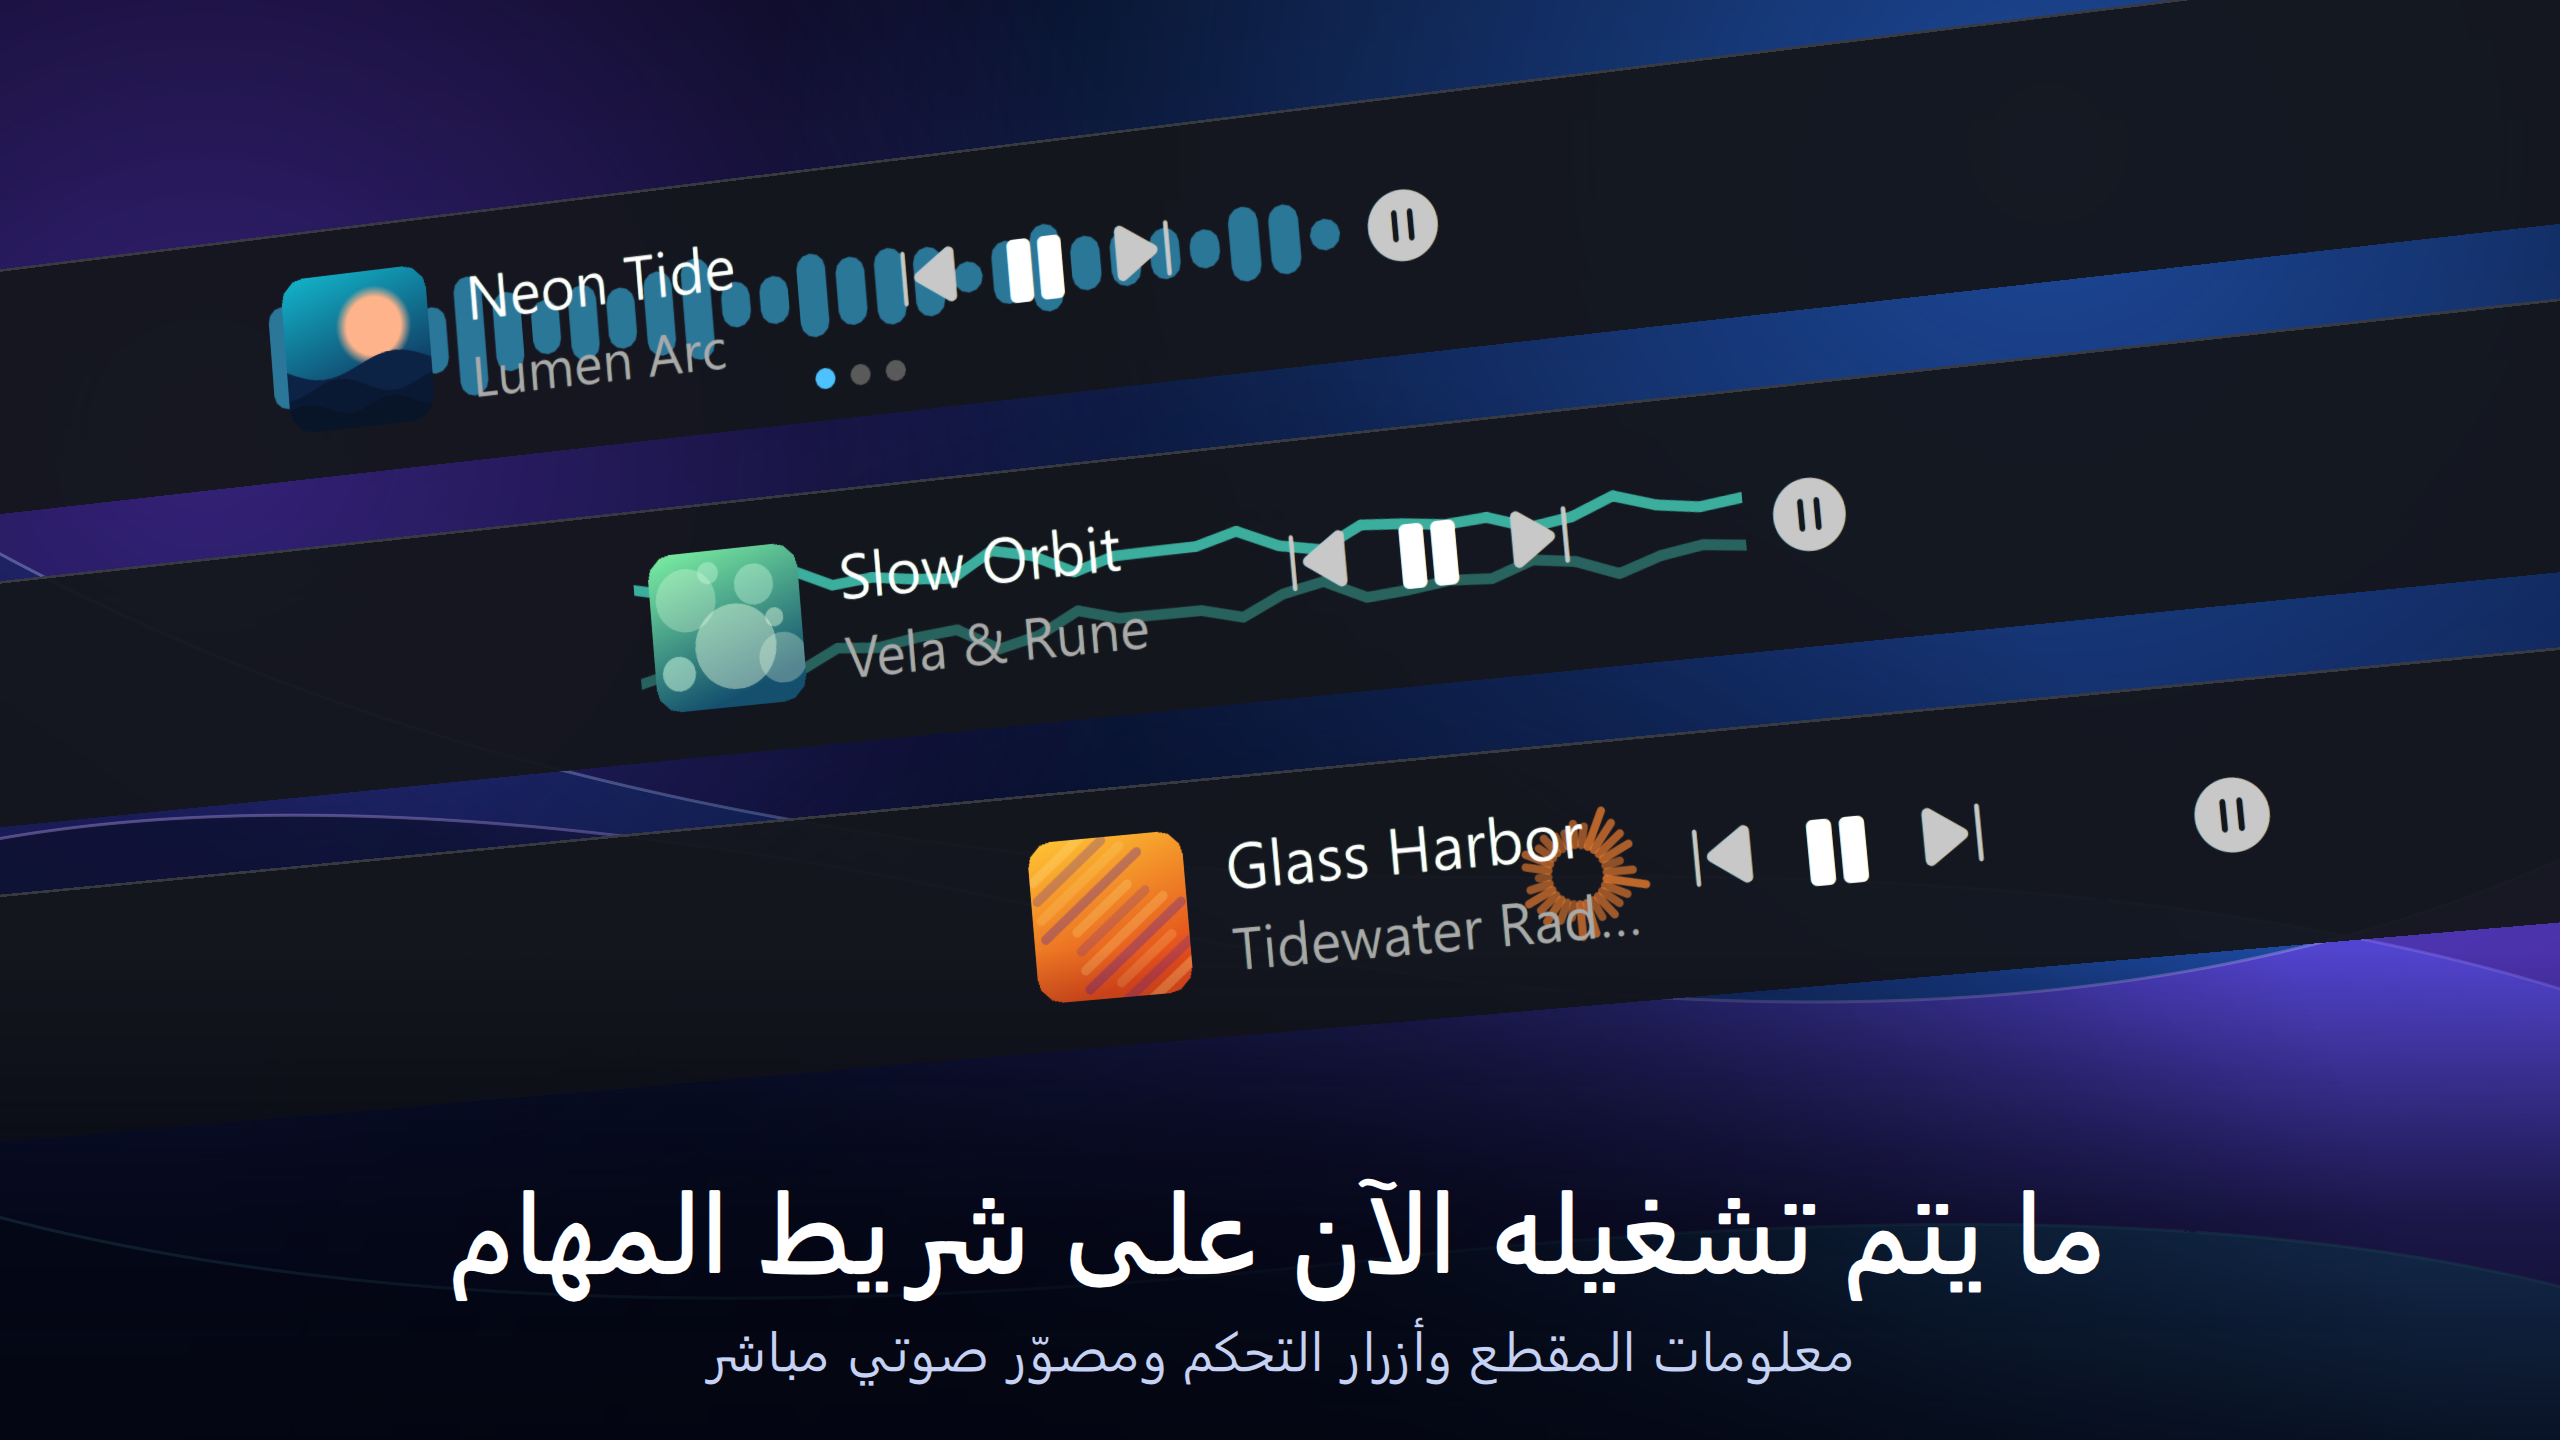 Neon Tide
Lumen Arc
Slow Orbit
Vela & Rune
Glass Harbor
Tidewater Rad...
ما يتم تشغيله الآن على شريط المهام
معلومات المقطع وأزرار التحكم ومصوّر صوتي مباشر